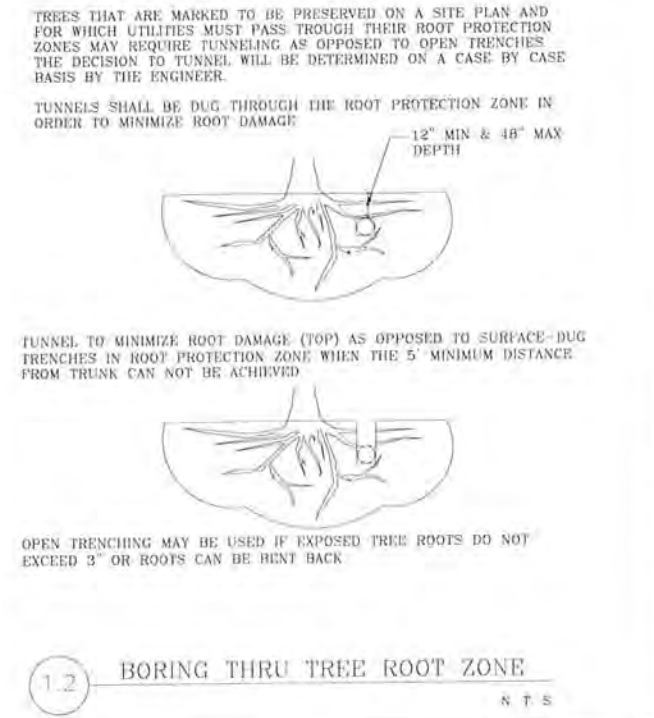 TREES THAT ARE MARKED TO BE PRESERVED ON A SITE PLAN AND
FOR WHICH UTILITIES MUST PASS TROUGH THEIR ROOT PROTECTION
ZONES MAY REQUIRE TUNNELING AS OPPOSED TO OPEN TRENCHES
THE DECISION TO TUNNEL WILL BE DETERMINED ON A CASE BY CASE
BASIS BY THE ENGINEER.
TUNNELS SHALL BE DUG THROUGH THE ROOT PROTECTION ZONE IN
ORDER TO MINIMIZE ROOT DAMAGE
12" MIN & 48" MAX
DEPTH
TUNNEL TO MINIMIZE ROOT DAMAGE (TOP) AS OPPOSED TO SURFACE-DUG
TRENCHES IN ROOT PROTECTION ZONE WHEN THE 5' MINIMUM DISTANCE
FROM TRUNK CAN NOT BE ACHIEVED
OPEN TRENCHING MAY BE USED IF EXPOSED TREE ROOTS DO NOT
EXCEED 3" OR ROOTS CAN BE BENT BACK
1.2 BORING THRU TREE ROOT ZONE
N T S